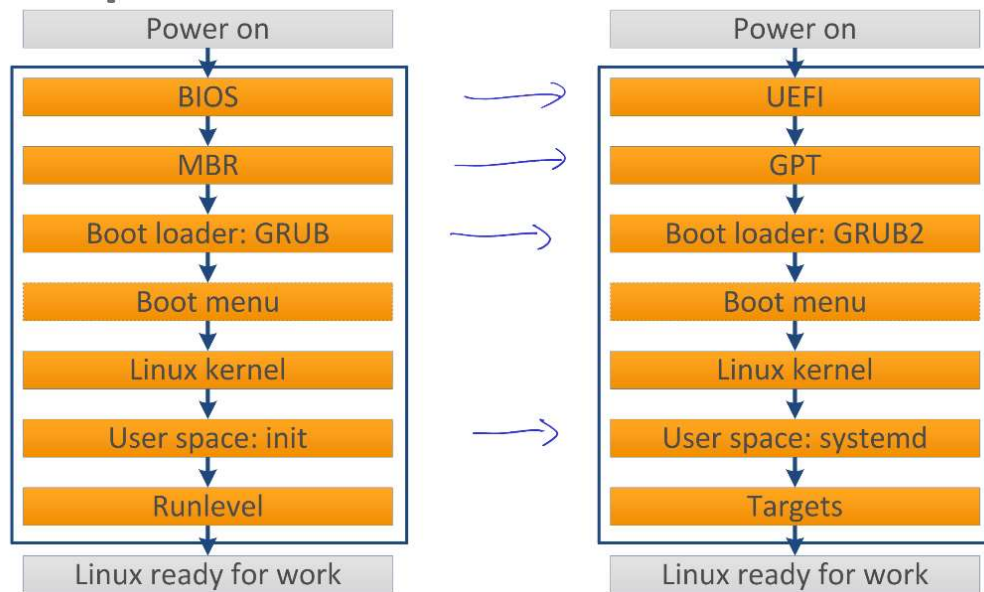 Power on
BIOS
MBR
Boot loader: GRUB
Boot menu
Linux kernel
User space: init
Runlevel
Linux ready for work
Power on
UEFI
GPT
Boot loader: GRUB2
Boot menu
Linux kernel
User space: systemd
Targets
Linux ready for work